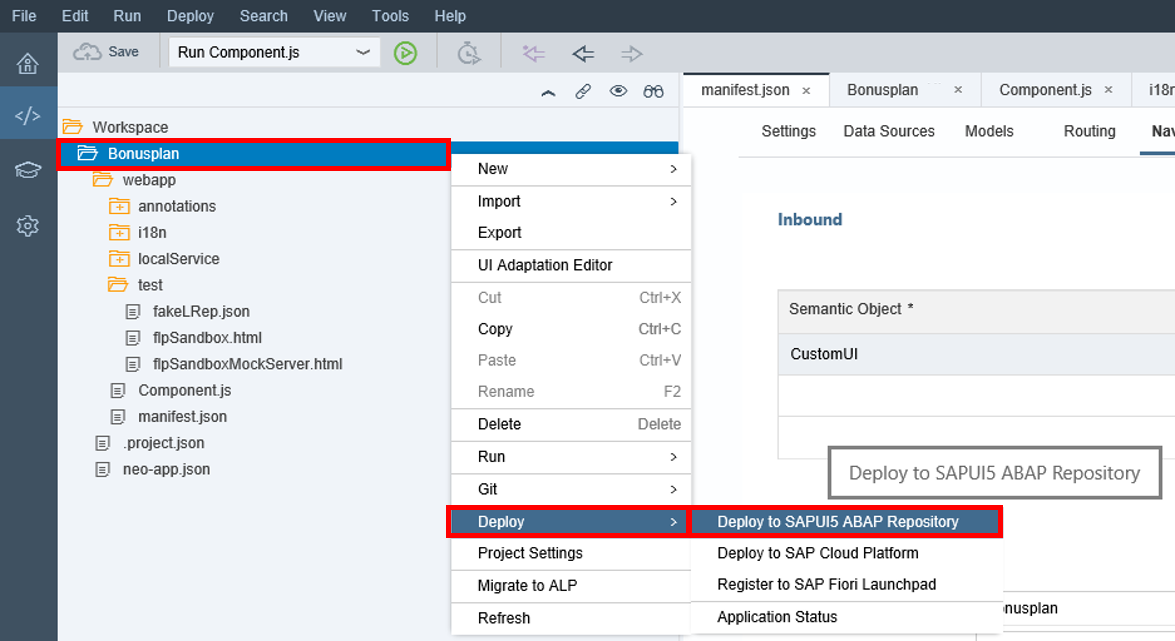 File Edit Run Deploy Search View Tools Help
Save Run Component.js
manifest.json × Bonusplan × Component.js × i18n
Settings Data Sources Models Routing Nav
Workspace
Bonusplan
webapp
annotations
i18n
localService
test
fakeLRep.json
flpSandbox.html
flpSandboxMockServer.html
Component.js
manifest.json
.project.json
neo-app.json
New >
Import >
Export
UI Adaptation Editor
Cut Ctrl+X
Copy Ctrl+C
Paste Ctrl+V
Rename F2
Delete Delete
Run >
Git >
Deploy >
Project Settings
Migrate to ALP
Refresh
Deploy to SAPUI5 ABAP Repository
Deploy to SAP Cloud Platform
Register to SAP Fiori Launchpad
Application Status
Inbound
Semantic Object *
CustomUI
Deploy to SAPUI5 ABAP Repository
onusplan